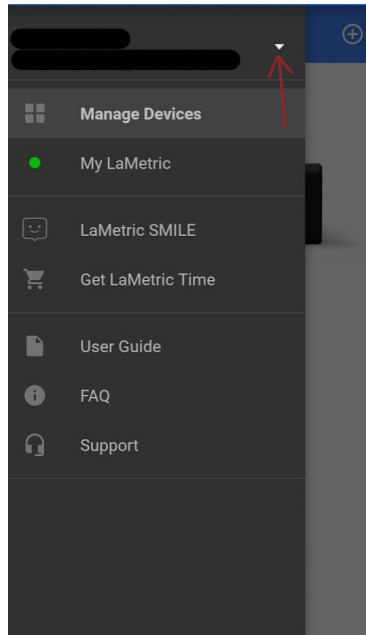 Manage Devices
My LaMetric
LaMetric SMILE
Get LaMetric Time
User Guide
FAQ
Support